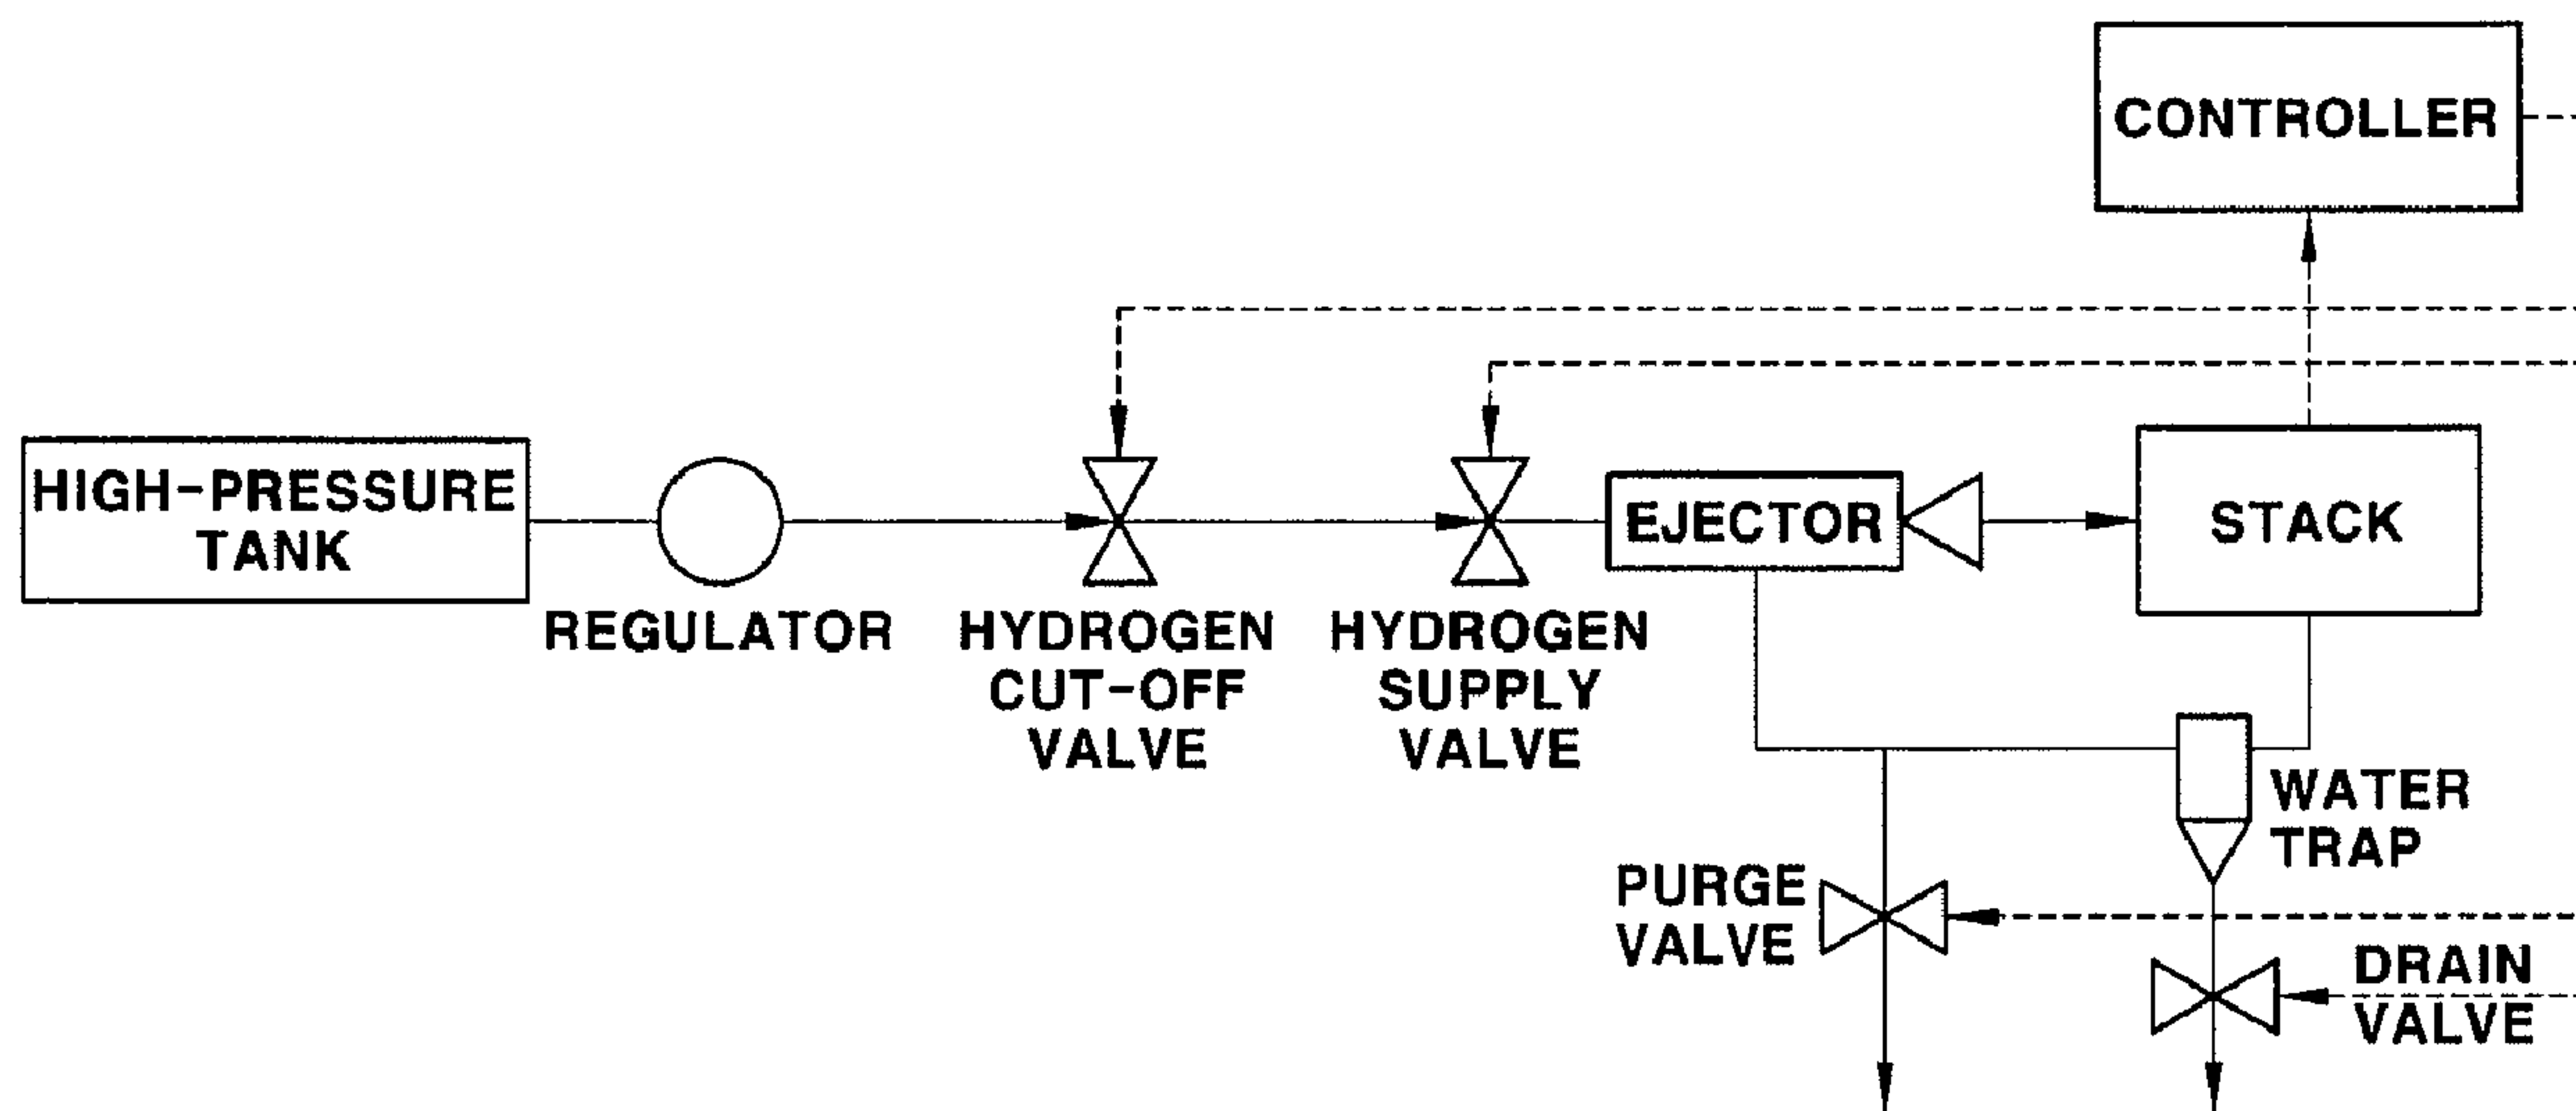 CONTROLLER
HIGH-PRESSURE
TANK
REGULATOR
HYDROGEN
CUT-OFF
VALVE
HYDROGEN
SUPPLY
VALVE
EJECTOR
STACK
WATER
TRAP
PURGE
VALVE
DRAIN
VALVE